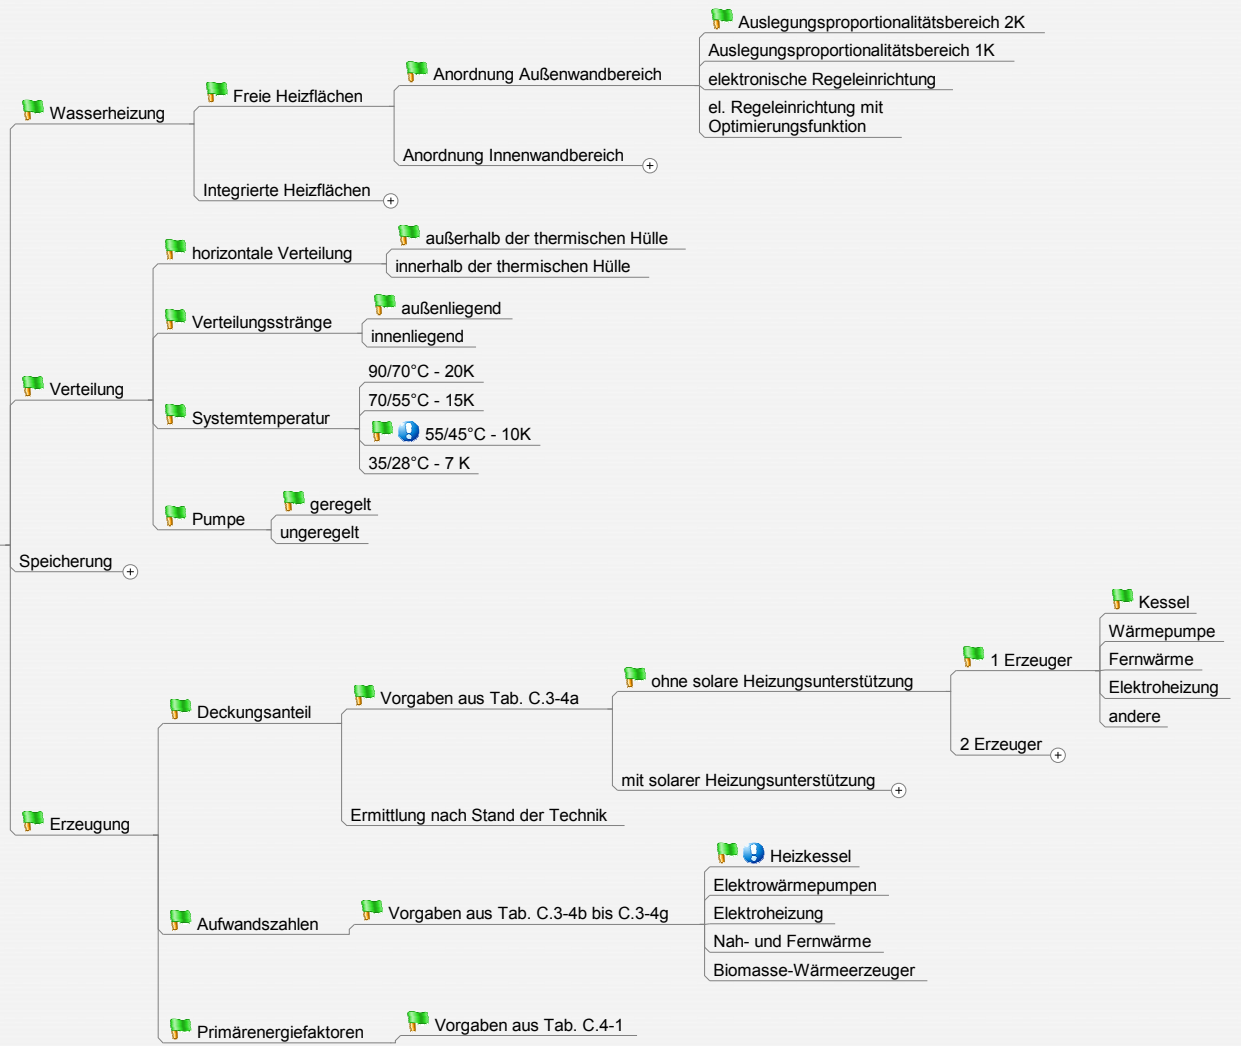 Wasserheizung
Freie Heizflächen
Anordnung Außenwandbereich
Auslegungsproportionalitätsbereich 2K
Auslegungsproportionalitätsbereich 1K
elektronische Regeleinrichtung
el. Regeleinrichtung mit
Optimierungsfunktion
Anordnung Innenwandbereich
Integrierte Heizflächen
Verteilung
horizontale Verteilung
außerhalb der thermischen Hülle
innerhalb der thermischen Hülle
Verteilungsstränge
außenliegend
innenliegend
Systemtemperatur
90/70°C - 20K
70/55°C - 15K
55/45°C - 10K
35/28°C - 7 K
Pumpe
geregelt
ungeregelt
Speicherung
Erzeugung
Deckungsanteil
Vorgaben aus Tab. C.3-4a
ohne solare Heizungsunterstützung
1 Erzeuger
Kessel
Wärmepumpe
Fernwärme
Elektroheizung
andere
2 Erzeuger
mit solarer Heizungsunterstützung
Ermittlung nach Stand der Technik
Aufwandszahlen
Vorgaben aus Tab. C.3-4b bis C.3-4g
Heizkessel
Elektrowärmepumpen
Elektroheizung
Nah- und Fernwärme
Biomasse-Wärmeerzeuger
Primärenergiefaktoren
Vorgaben aus Tab. C.4-1